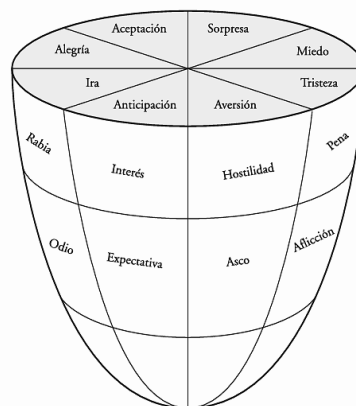 Aceptación Sorpresa
Alegría Miedo
Ira Tristeza
Anticipación Aversión
Rabia Interés Hostilidad Pena
Odio Expectativa Asco Aflicción